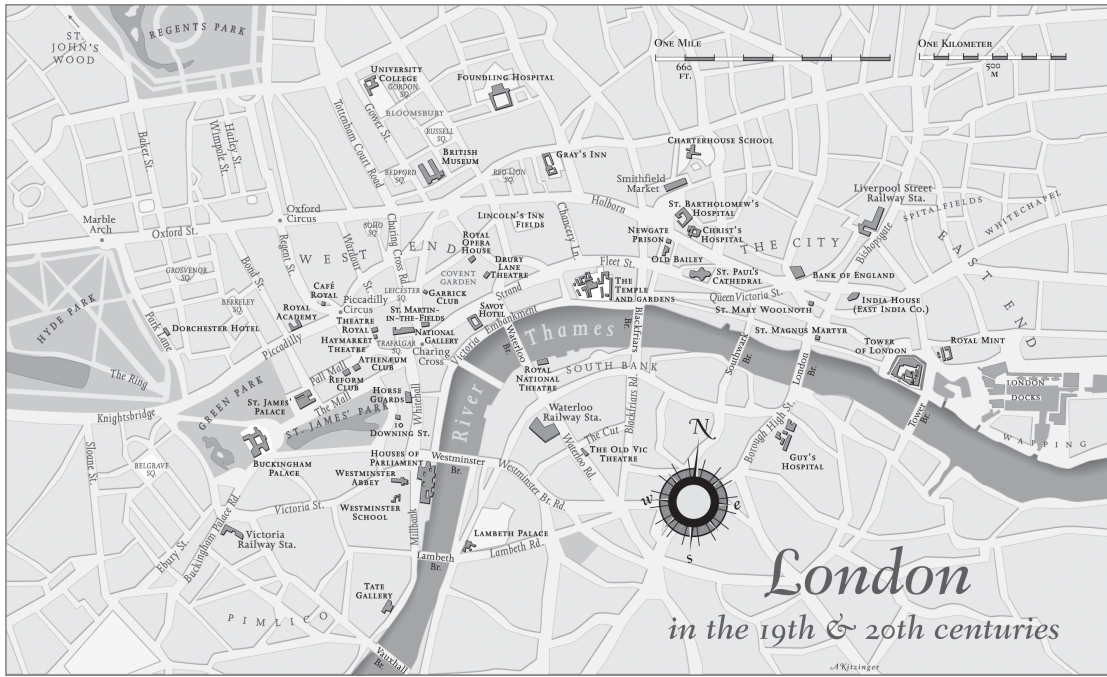 REGENTS PARK
ST.
JOHN'S
WOOD
ONE MILE
660
FT.
ONE KILOMETER
500
M
UNIVERSITY
COLLEGE
GORDON
SQ.
FOUNDLING HOSPITAL
BLOOMSBURY
Gower St.
Tottenham Court Road
RUSSELL
SQ.
BRITISH
MUSEUM
BEDFORD
SQ.
RED LION
SQ.
GRAY'S INN
CHARTERHOUSE SCHOOL
Smithfield
Market
Baker St.
Harley St.
Wimpole St.
Liverpool Street
Railway Sta.
SPITALFIELDS
WHITECHAPEL
Bishopsgate
Marble
Arch
Oxford St.
Oxford
Circus
SOHO
SQ.
Charing Cross Rd
Holborn
LINCOLN'S INN
FIELDS
Chancery Ln.
ST. BARTHOLOMEW'S
HOSPITAL
NEWGATE
PRISON
CHRIST'S
HOSPITAL
OLD BAILEY
THE CITY
EAST END
WEST END
Regent St.
Wardour St.
ROYAL
OPERA
HOUSE
DRURY
LANE
THEATRE
COVENT
GARDEN
Fleet St.
THE
TEMPLE
AND GARDENS
ST. PAUL'S
CATHEDRAL
BANK OF ENGLAND
GROSVENOR
SQ.
Bond St.
BERKELEY
SQ.
CAFÉ
ROYAL
ROYAL
ACADEMY
Piccadilly
Circus
LEICESTER
SQ.
GARRICK
CLUB
Strand
SAVOY
HOTEL
Queen Victoria St.
INDIA HOUSE
(EAST INDIA CO.)
ST. MARY WOOLNOTH
HYDE PARK
Park Lane
DORCHESTER HOTEL
Piccadilly
THEATRE
ROYAL
HAYMARKET
THEATRE
ST. MARTIN-
IN-THE-FIELDS
NATIONAL
GALLERY
TRAFALGAR
SQ.
Charing
Cross
Victoria Embankment
Waterloo
Br.
River Thames
Blackfriars
Br.
Southwark
Br.
ST. MAGNUS MARTYR
London
Br.
TOWER
OF LONDON
ROYAL MINT
The Ring
Knightsbridge
GREEN PARK
Pall Mall
ATHENÆUM
CLUB
REFORM
CLUB
The Mall
ST. JAMES'
PALACE
ST. JAMES' PARK
HORSE
GUARDS
Whitehall
10
DOWNING ST.
ROYAL
NATIONAL
THEATRE
SOUTH BANK
Blackfriars Rd
Waterloo
Railway Sta.
The Cut
Waterloo Rd.
THE OLD VIC
THEATRE
N
W
e
s
Borough High St.
GUY'S
HOSPITAL
Tower
Br.
LONDON
DOCKS
WAPPING
Sloane St.
BELGRAVE
SQ.
BUCKINGHAM
PALACE
HOUSES OF
PARLIAMENT
Westminster
Br.
Westminster Br. Rd.
WESTMINSTER
ABBEY
WESTMINSTER
SCHOOL
Victoria St.
Millbank
Buckingham Palace Rd.
Ebury St.
Victoria
Railway Sta.
LAMBETH PALACE
Lambeth Rd.
Lambeth
Br.
TATE
GALLERY
PIMLICO
Vauxhall
Br.
London
in the 19th & 20th centuries
AKitzinger